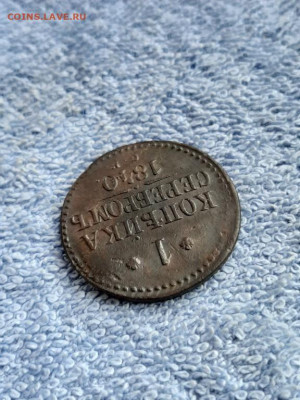 COINS.LAVE.RU
* 1 *
КОПѢЙКА
СЕРЕБРОМЪ
1840